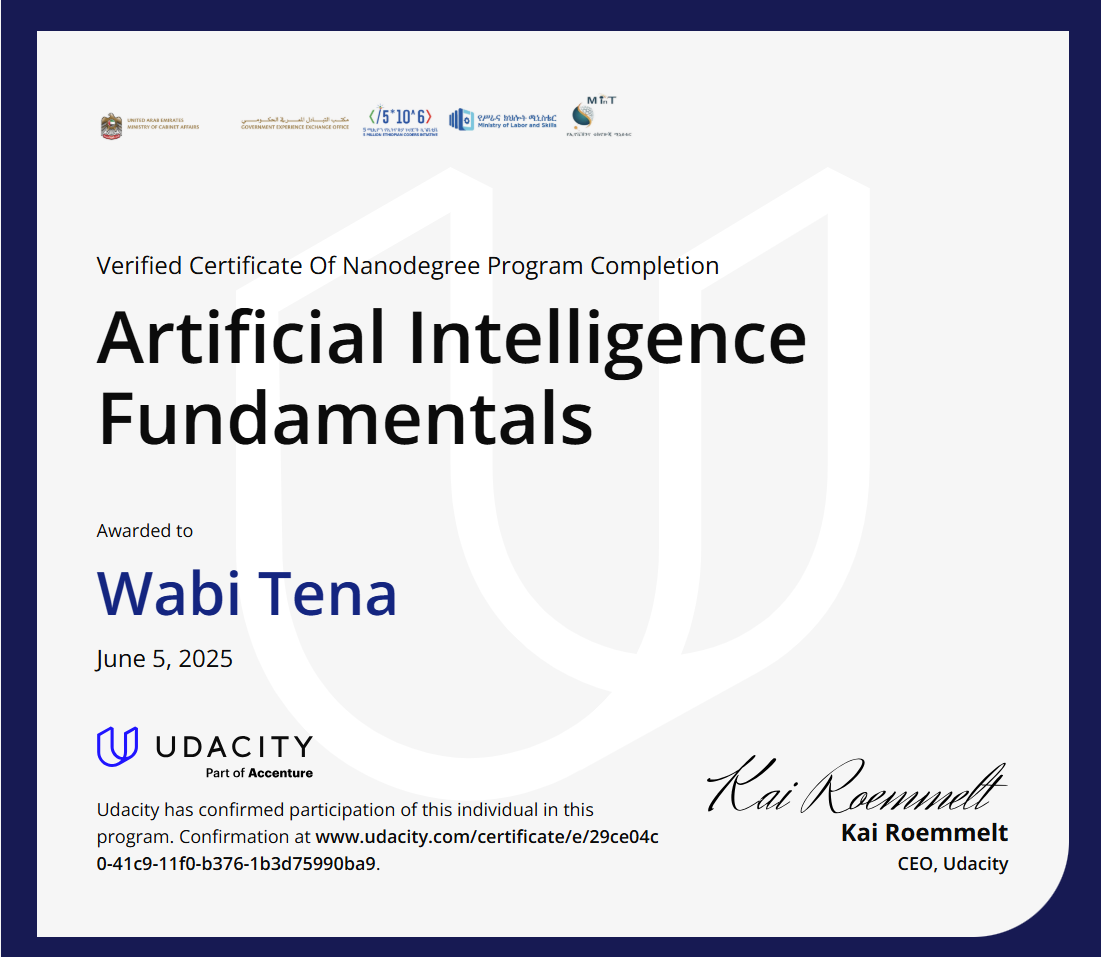 UNITED ARAB EMIRATES
MINISTRY OF CABINET AFFAIRS
مكتب التبادل المعرفي الحكومي
GOVERNMENT EXPERIENCE EXCHANGE OFFICE
</5*10^6>
5 MILLION ETHIOPIAN CODERS INITIATIVE
የሥራና ክህሎት ሚኒስቴር
Ministry of Labor and Skills
MInT
Verified Certificate Of Nanodegree Program Completion
Artificial Intelligence
Fundamentals
Awarded to
Wabi Tena
June 5, 2025
UDACITY
Part of Accenture
Udacity has confirmed participation of this individual in this
program. Confirmation at www.udacity.com/certificate/e/29ce04c
0-41c9-11f0-b376-1b3d75990ba9.
Kai Roemmelt
Kai Roemmelt
CEO, Udacity